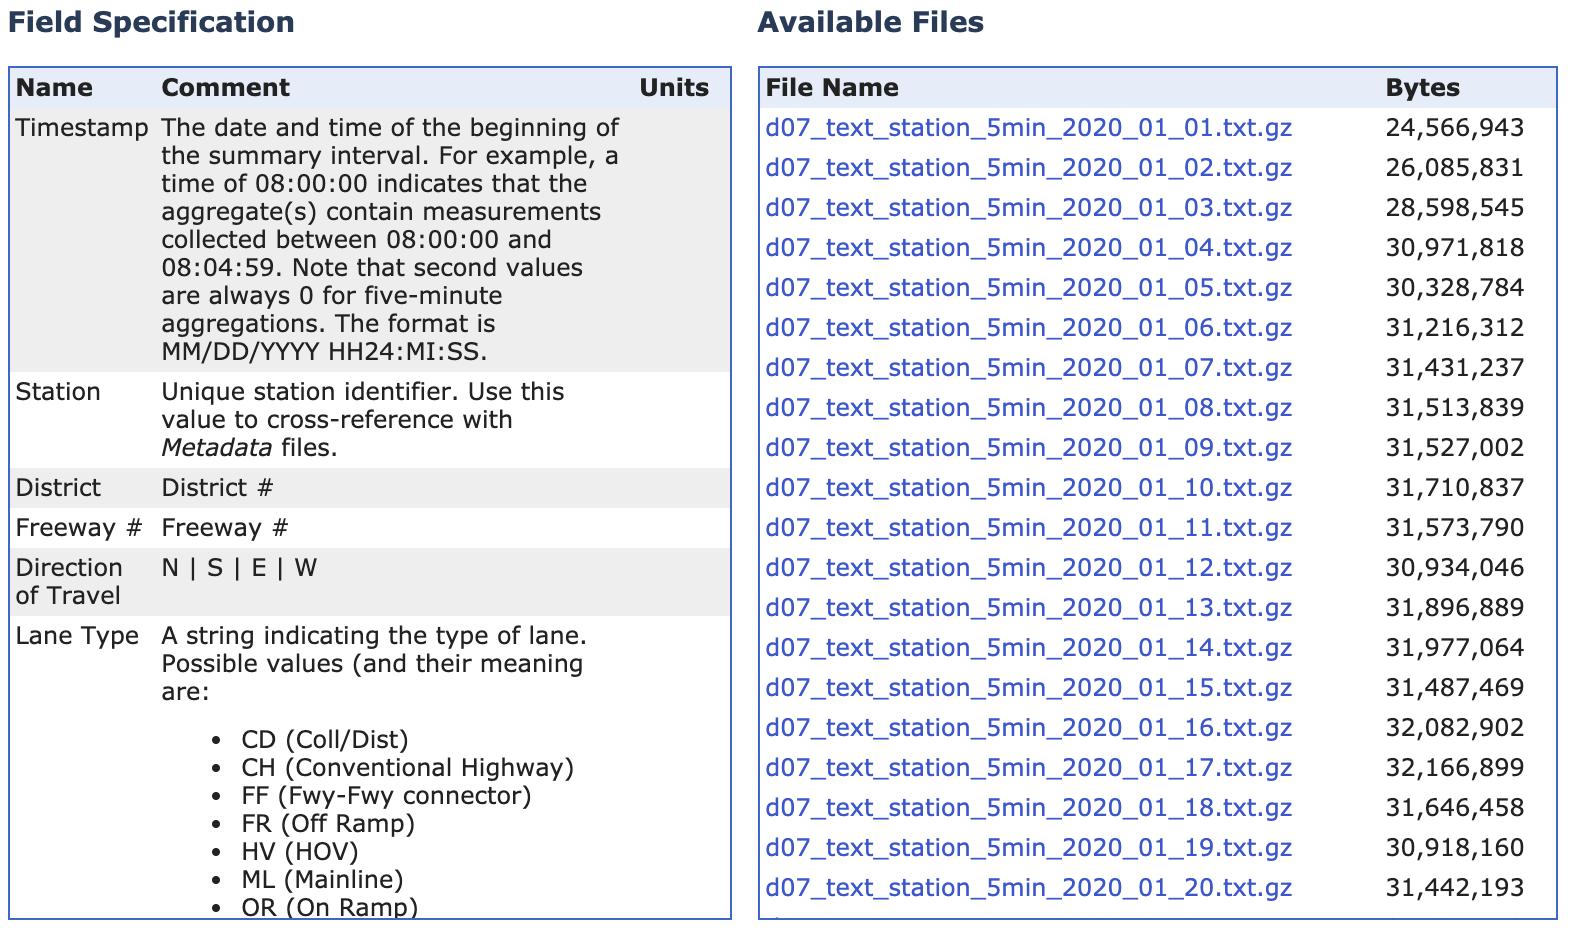 Field Specification
Name Comment Units
Timestamp The date and time of the beginning of
the summary interval. For example, a
time of 08:00:00 indicates that the
aggregate(s) contain measurements
collected between 08:00:00 and
08:04:59. Note that second values
are always 0 for five-minute
aggregations. The format is
MM/DD/YYYY HH24:MI:SS.
Station Unique station identifier. Use this
value to cross-reference with
Metadata files.
District District #
Freeway # Freeway #
Direction N | S | E | W
of Travel
Lane Type A string indicating the type of lane.
Possible values (and their meaning
are:
• CD (Coll/Dist)
• CH (Conventional Highway)
• FF (Fwy-Fwy connector)
• FR (Off Ramp)
• HV (HOV)
• ML (Mainline)
• OR (On Ramp)
Available Files
File Name Bytes
d07_text_station_5min_2020_01_01.txt.gz 24,566,943
d07_text_station_5min_2020_01_02.txt.gz 26,085,831
d07_text_station_5min_2020_01_03.txt.gz 28,598,545
d07_text_station_5min_2020_01_04.txt.gz 30,971,818
d07_text_station_5min_2020_01_05.txt.gz 30,328,784
d07_text_station_5min_2020_01_06.txt.gz 31,216,312
d07_text_station_5min_2020_01_07.txt.gz 31,431,237
d07_text_station_5min_2020_01_08.txt.gz 31,513,839
d07_text_station_5min_2020_01_09.txt.gz 31,527,002
d07_text_station_5min_2020_01_10.txt.gz 31,710,837
d07_text_station_5min_2020_01_11.txt.gz 31,573,790
d07_text_station_5min_2020_01_12.txt.gz 30,934,046
d07_text_station_5min_2020_01_13.txt.gz 31,896,889
d07_text_station_5min_2020_01_14.txt.gz 31,977,064
d07_text_station_5min_2020_01_15.txt.gz 31,487,469
d07_text_station_5min_2020_01_16.txt.gz 32,082,902
d07_text_station_5min_2020_01_17.txt.gz 32,166,899
d07_text_station_5min_2020_01_18.txt.gz 31,646,458
d07_text_station_5min_2020_01_19.txt.gz 30,918,160
d07_text_station_5min_2020_01_20.txt.gz 31,442,193